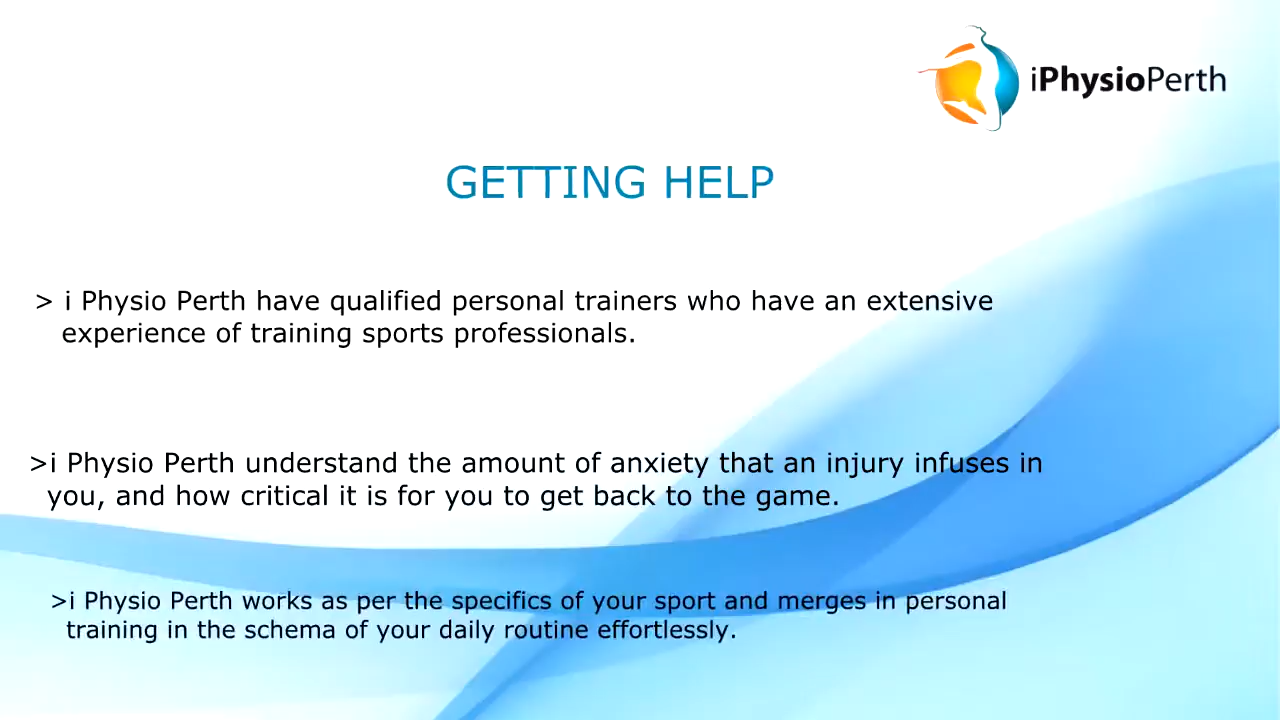 iPhysioPerth
GETTING HELP
> i Physio Perth have qualified personal trainers who have an extensive
experience of training sports professionals.
>i Physio Perth understand the amount of anxiety that an injury infuses in
you, and how critical it is for you to get back to the game.
>i Physio Perth works as per the specifics of your sport and merges in personal
training in the schema of your daily routine effortlessly.